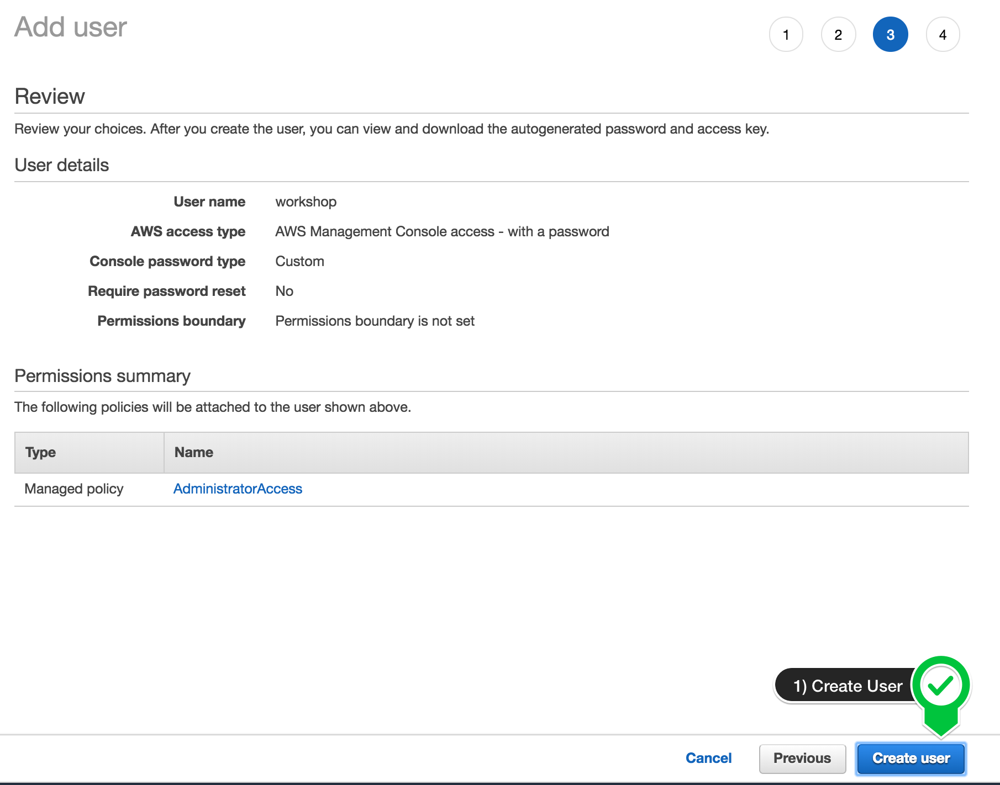 Add user
1 2 3 4
Review
Review your choices. After you create the user, you can view and download the autogenerated password and access key.
User details
User name workshop
AWS access type AWS Management Console access - with a password
Console password type Custom
Require password reset No
Permissions boundary Permissions boundary is not set
Permissions summary
The following policies will be attached to the user shown above.
Type Name
Managed policy AdministratorAccess
1) Create User
Cancel Previous Create user